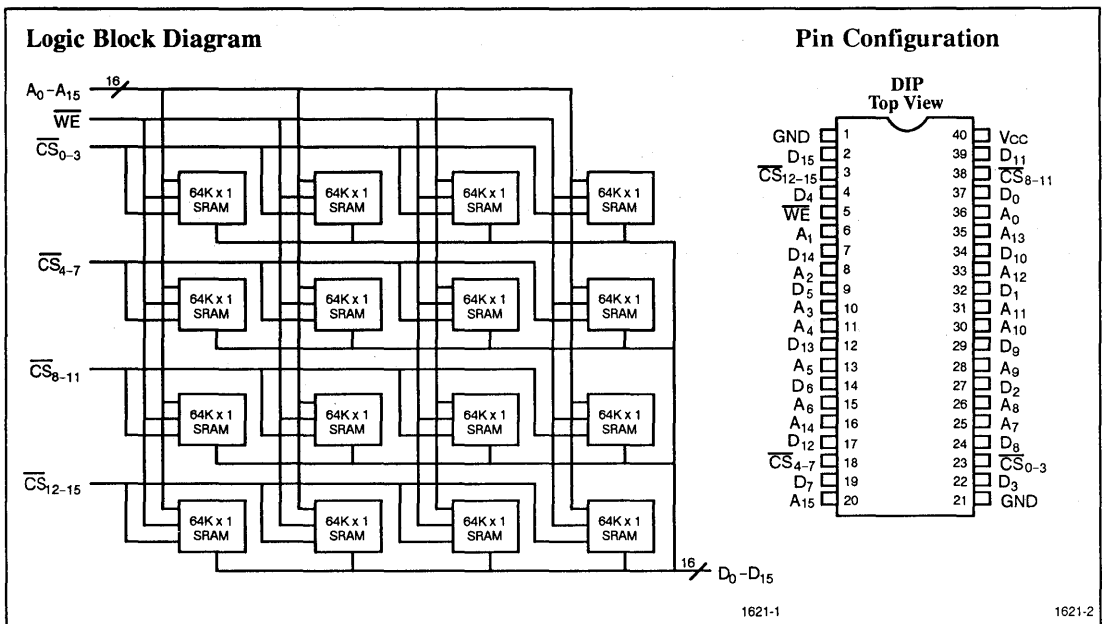 Logic Block Diagram
A0–A15
16
WE
CS0–3
64K x 1
SRAM
64K x 1
SRAM
64K x 1
SRAM
64K x 1
SRAM
CS4–7
64K x 1
SRAM
64K x 1
SRAM
64K x 1
SRAM
64K x 1
SRAM
CS8–11
64K x 1
SRAM
64K x 1
SRAM
64K x 1
SRAM
64K x 1
SRAM
CS12–15
64K x 1
SRAM
64K x 1
SRAM
64K x 1
SRAM
64K x 1
SRAM
16
D0–D15
1621-1
Pin Configuration
DIP
Top View
GND 1 40 VCC
D15 2 39 D11
CS12–15 3 38 CS8–11
D4 4 37 D0
WE 5 36 A0
A1 6 35 A13
D14 7 34 D10
A2 8 33 A12
D5 9 32 D1
A3 10 31 A11
A4 11 30 A10
D13 12 29 D9
A5 13 28 A9
D6 14 27 D2
A6 15 26 A8
A14 16 25 A7
D12 17 24 D8
CS4–7 18 23 CS0–3
D7 19 22 D3
A15 20 21 GND
1621-2